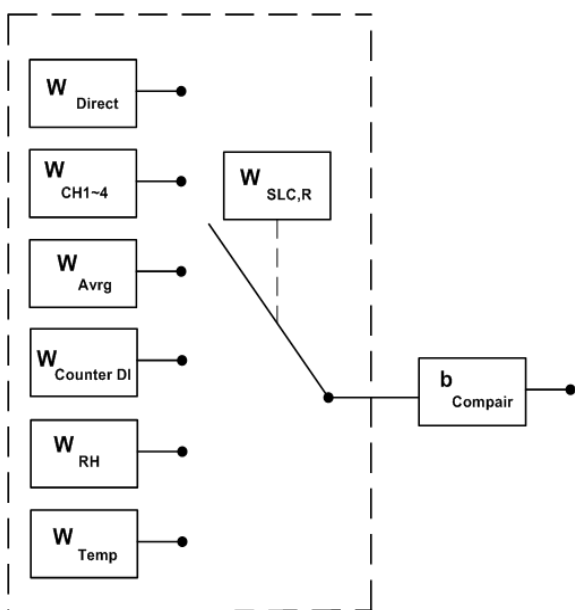 W Direct
W CH1~4
W SLC,R
W Avrg
W Counter DI
b Compair
W RH
W Temp